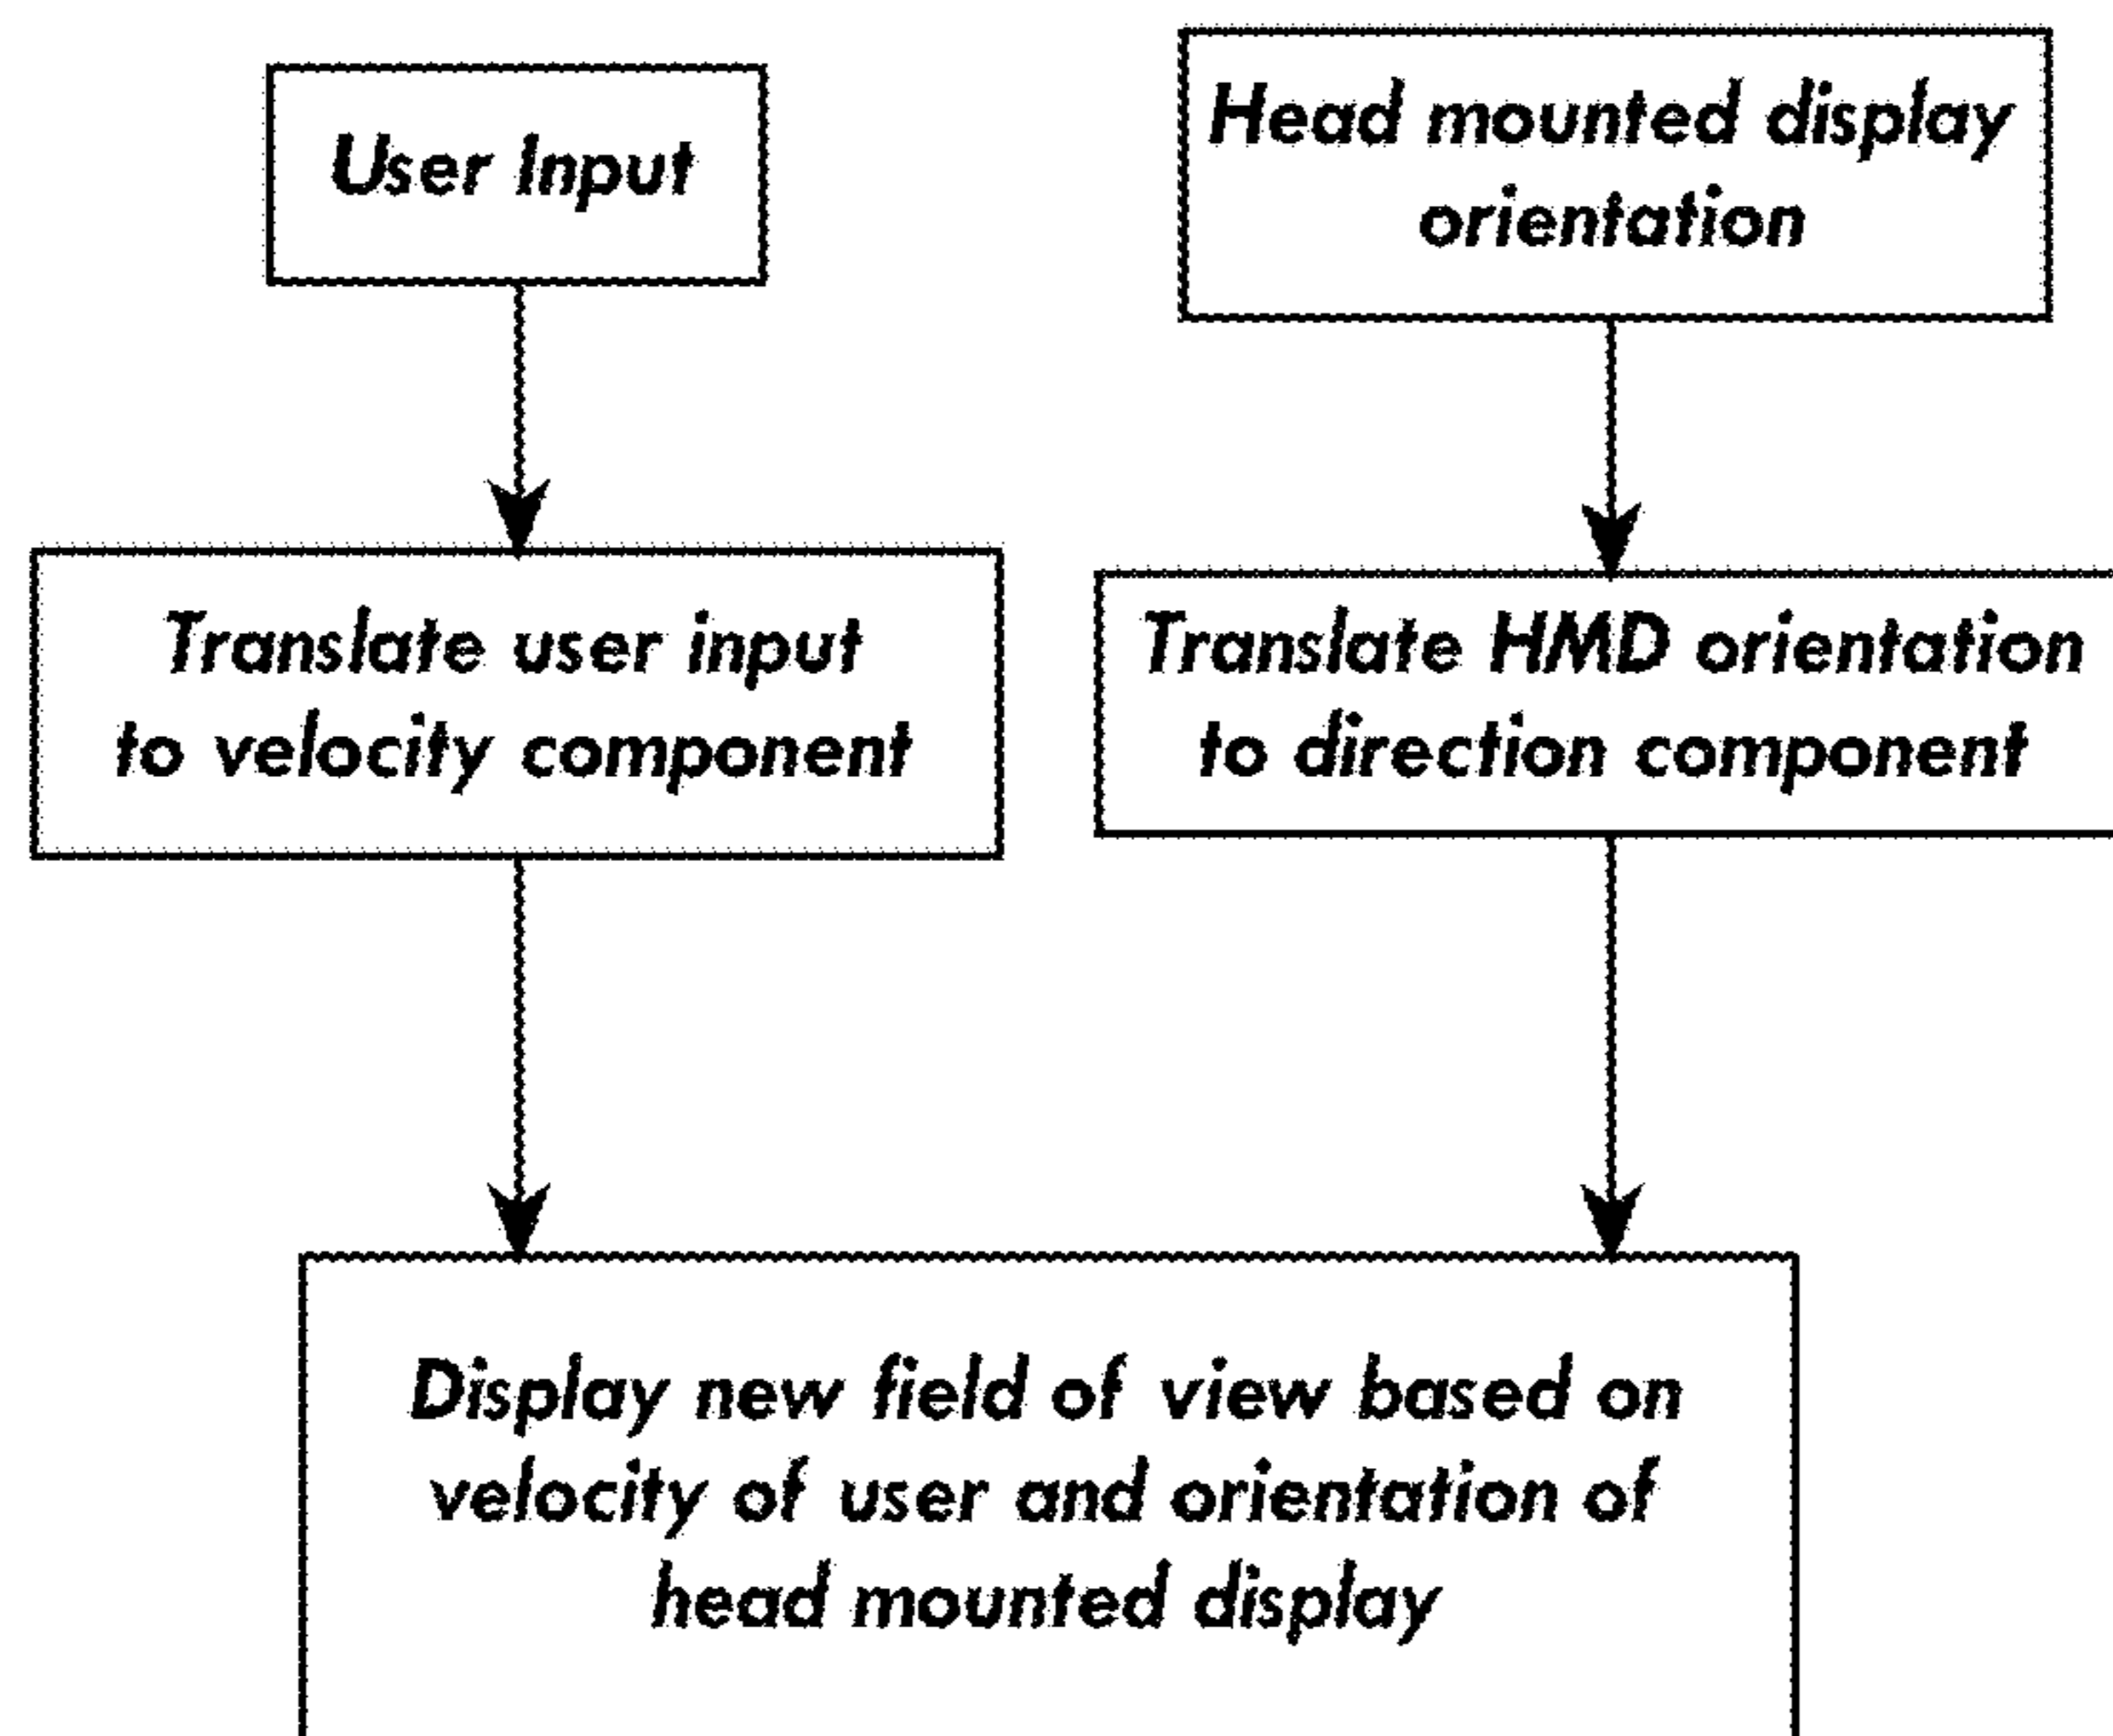 User Input
Head mounted display
orientation
Translate user input
to velocity component
Translate HMD orientation
to direction component
Display new field of view based on
velocity of user and orientation of
head mounted display